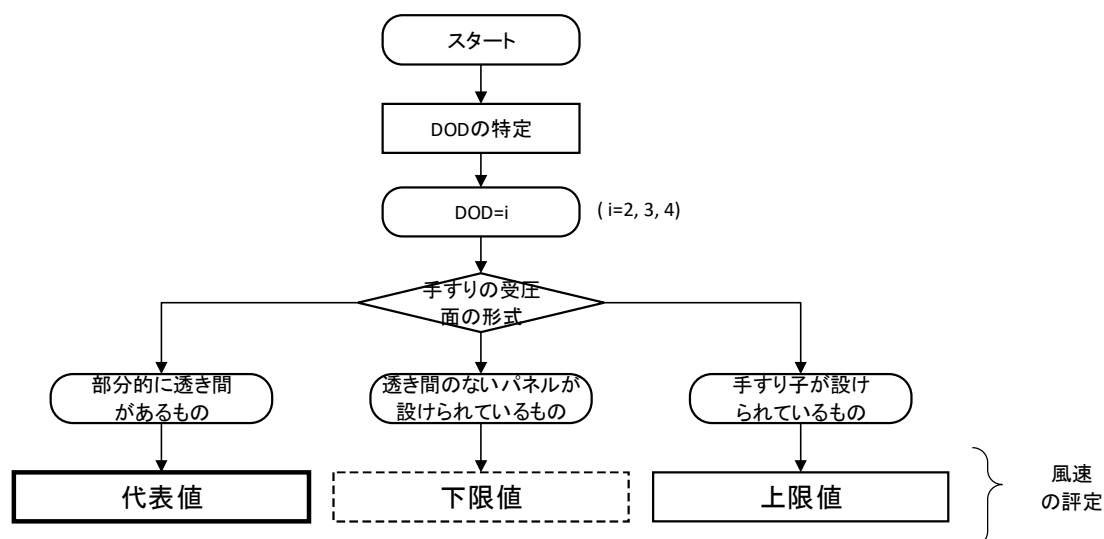 スタート
DODの特定
DOD=i
( i=2, 3, 4)
手すりの受圧
面の形式
部分的に透き間
があるもの
透き間のないパネルが
設けられているもの
手すり子が設け
られているもの
代表値
下限値
上限値
風速
の評定